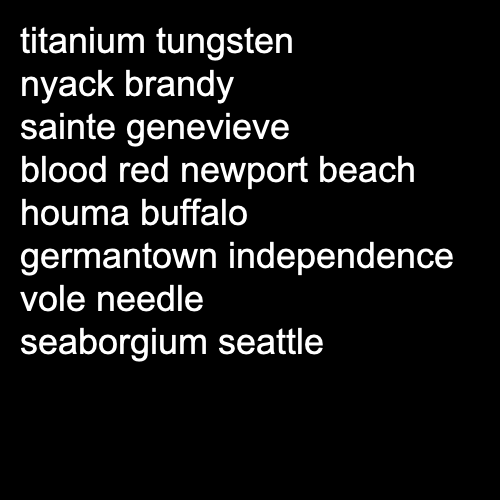 titanium tungsten
nyack brandy
sainte genevieve
blood red newport beach
houma buffalo
germantown independence
vole needle
seaborgium seattle